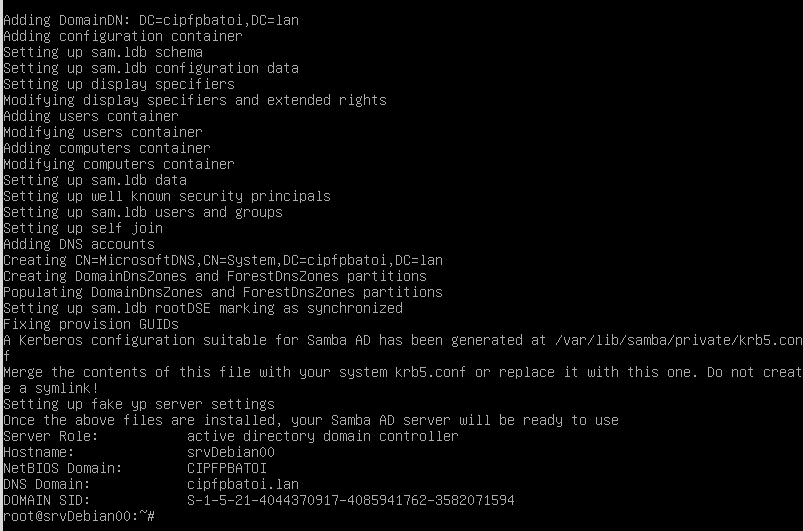 Adding DomainDN: DC=cipfpbatoi,DC=lan
Adding configuration container
Setting up sam.ldb schema
Setting up sam.ldb configuration data
Setting up display specifiers
Modifying display specifiers and extended rights
Adding users container
Modifying users container
Adding computers container
Modifying computers container
Setting up sam.ldb data
Setting up well known security principals
Setting up sam.ldb users and groups
Setting up self join
Adding DNS accounts
Creating CN=MicrosoftDNS,CN=System,DC=cipfpbatoi,DC=lan
Creating DomainDnsZones and ForestDnsZones partitions
Populating DomainDnsZones and ForestDnsZones partitions
Setting up sam.ldb rootDSE marking as synchronized
Fixing provision GUIDs
A Kerberos configuration suitable for Samba AD has been generated at /var/lib/samba/private/krb5.con
f
Merge the contents of this file with your system krb5.conf or replace it with this one. Do not creat
e a symlink!
Setting up fake yp server settings
Once the above files are installed, your Samba AD server will be ready to use
Server Role:           active directory domain controller
Hostname:              srvDebian00
NetBIOS Domain:        CIPFPBATOI
DNS Domain:            cipfpbatoi.lan
DOMAIN SID:            S-1-5-21-4044370917-4085941762-3582071594
root@srvDebian00:~#